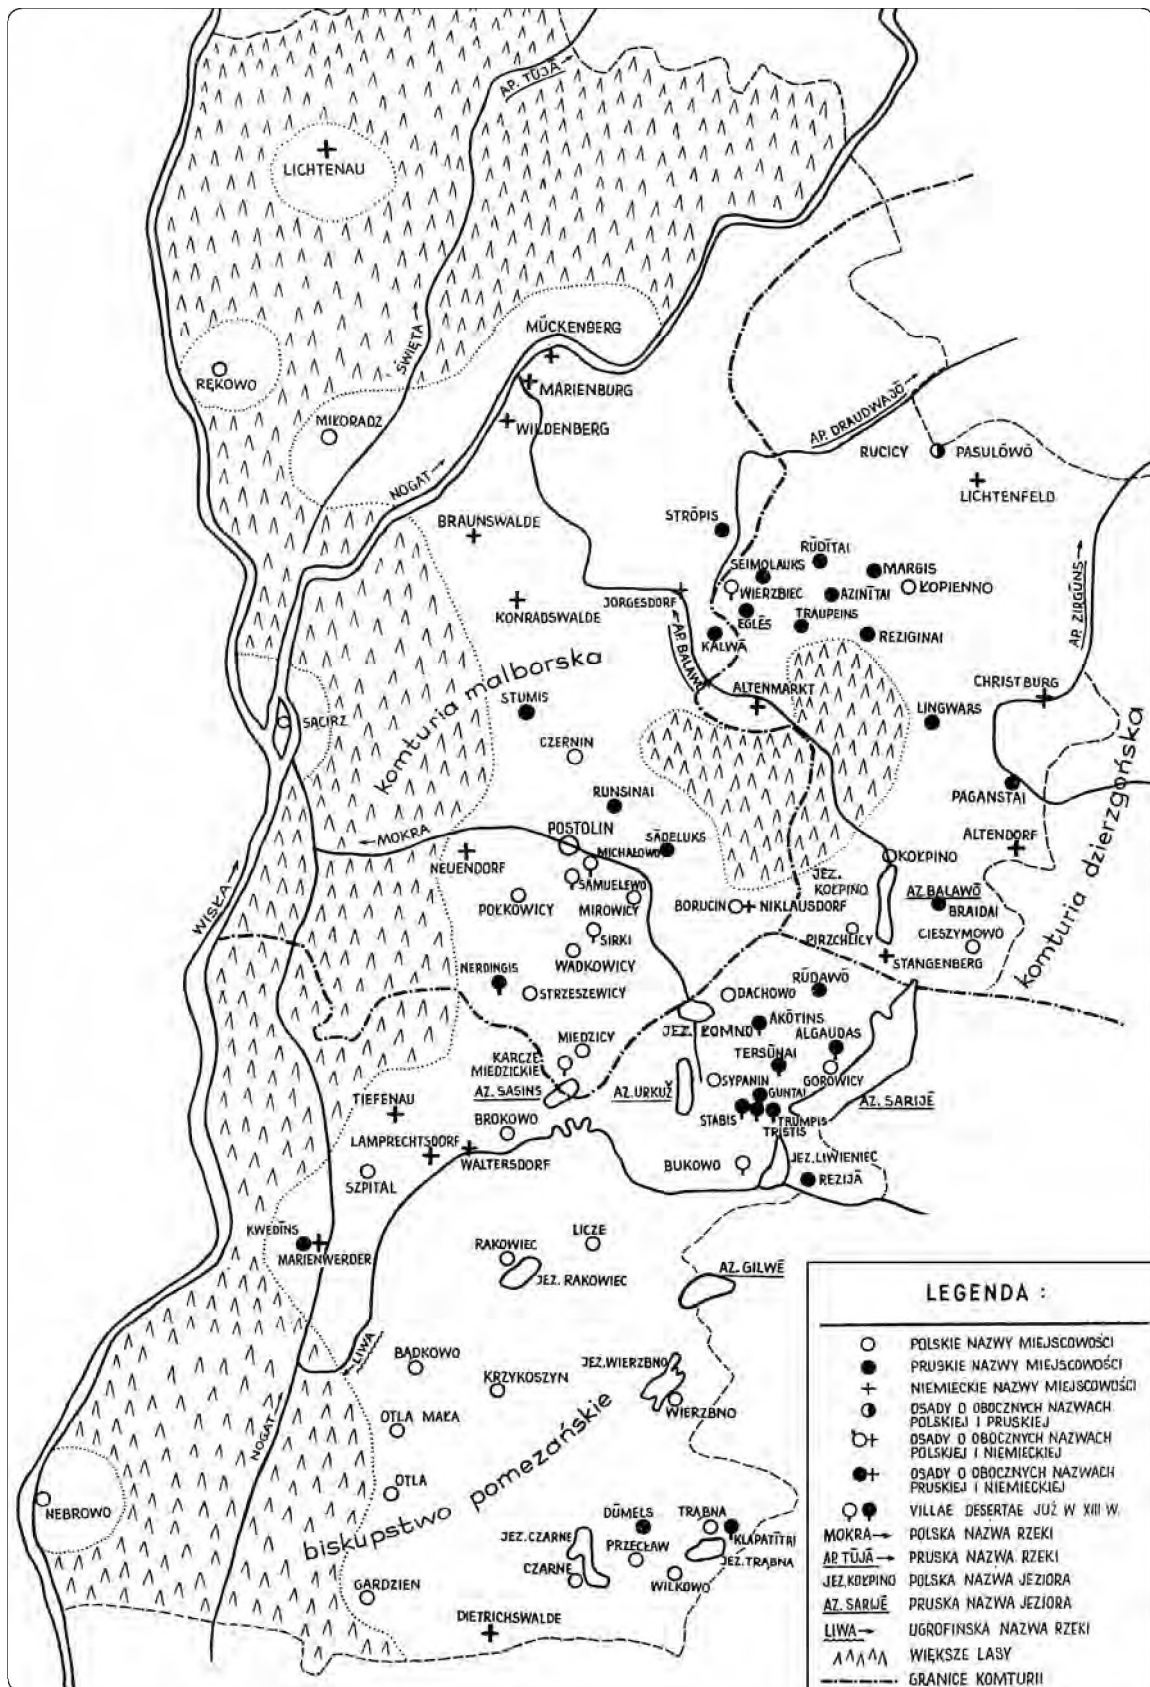 AP. TŪJĀ
LICHTENAU
ŚWIĘTA
MÜCKENBERG
RĘKOWO
MARIENBURG
MIŁORADZ
WILDENBERG
AP. DRAUDWAJŌ
RUCICY
PASULŌWŌ
LICHTENFELD
NOGAT
BRAUNSWALDE
STRŌPIS
RŪDĪTAI
SEIMOLAUKS
MARGIS
WIERZBIEC
AZINĪTAI
ŁOPIENNO
JORGESDORF
KONRADSWALDE
EGLĒS
TRAUPEINS
KALWĀ
REZIGINAI
AP. ZIRGŪNS
AP. BALAWŌ
komturia malborska
ALTENMARKT
CHRISTBURG
STUMIS
LINGWARS
SĄCIRZ
CZERNIN
RUNSINAI
PAGANSTAI
MOKRA
POSTOLIN
ALTENDORF
MICHAŁOWO
SĀDELUKS
NEUENDORF
KOŁPINO
SAMUELEWO
JEZ.
KOŁPINO
WISŁA
POŁKOWICY
MIROWICY
BORUCIN
NIKLAUSDORF
AZ. BALAWŌ
BRAIDAI
SIRKI
PIRZCHLICY
CIESZYMOWO
WADKOWICY
STANGENBERG
komturia dzierzgońska
NERDINGIS
STRZESZEWICY
DACHOWO
RŪDAWŌ
JEZ. ŁOMNO
AKŌTINS
ALGAUDAS
MIEDZICY
KARCZE
MIEDZICKIE
TERSŪNAI
AZ. SASINS
AZ. URKUŽ
SYPANIN
GOROWICY
GUNTAI
AZ. SARIJĒ
TIEFENAU
STABIS
TRUMPIS
TRISTIS
BROKOWO
LAMPRECHTSDORF
WALTERSDORF
BUKOWO
JEZ. LIWIENIEC
SZPITAL
REZIJĀ
KWEDĪNS
MARIENWERDER
LICZE
RAKOWIEC
JEZ. RAKOWIEC
AZ. GILWĒ
LIWA
BĄDKOWO
JEZ. WIERZBNO
KRZYKOSZYN
WIERZBNO
OTLA MAŁA
NOGAT
OTLA
NEBROWO
biskupstwo pomezańskie
DŪMELS
TRĄBNA
JEZ. CZARNE
KLAPATĪTRI
PRZECŁAW
JEZ. TRĄBNA
CZARNE
WILKOWO
GARDZIEN
DIETRICHSWALDE
LEGENDA :
POLSKIE NAZWY MIEJSCOWOŚCI
PRUSKIE NAZWY MIEJSCOWOŚCI
NIEMIECKIE NAZWY MIEJSCOWOŚCI
OSADY O OBOCZNYCH NAZWACH
POLSKIEJ I PRUSKIEJ
OSADY O OBOCZNYCH NAZWACH
POLSKIEJ I NIEMIECKIEJ
OSADY O OBOCZNYCH NAZWACH
PRUSKIEJ I NIEMIECKIEJ
VILLAE DESERTAE JUŻ W XIII W.
MOKRA POLSKA NAZWA RZEKI
AP. TŪJĀ PRUSKA NAZWA RZEKI
JEZ. KOŁPINO POLSKA NAZWA JEZIORA
AZ. SARIJĒ PRUSKA NAZWA JEZIORA
LIWA UGROFIŃSKA NAZWA RZEKI
WIĘKSZE LASY
GRANICE KOMTURII